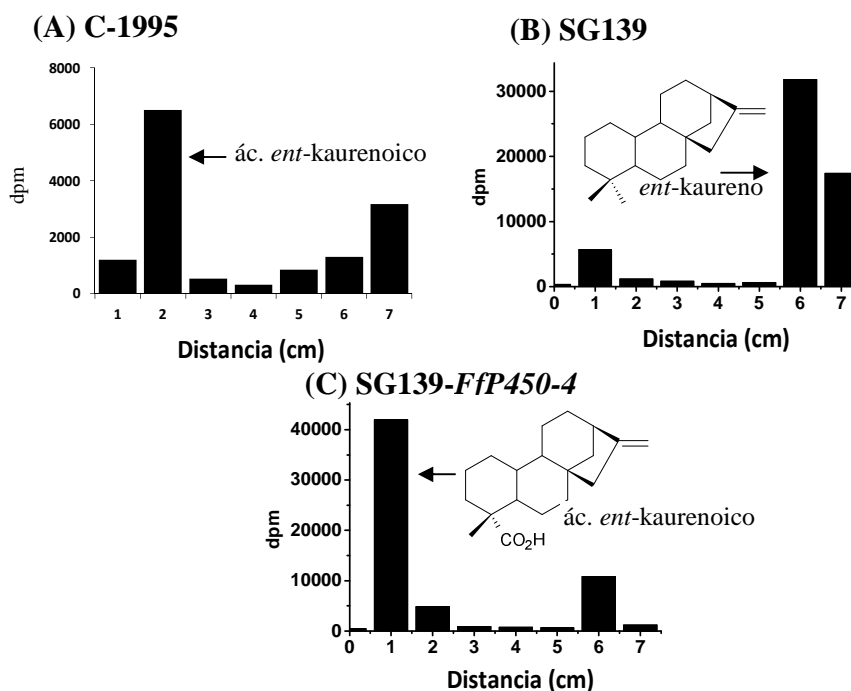 (A) C-1995
8000
6000
4000
2000
0
dpm
ác. ent-kaurenoico
1 2 3 4 5 6 7
Distancia (cm)
(B) SG139
30000
20000
10000
0
dpm
ent-kaureno
0 1 2 3 4 5 6 7
Distancia (cm)
(C) SG139-FfP450-4
40000
30000
20000
10000
0
dpm
CO₂H
ác. ent-kaurenoico
0 1 2 3 4 5 6 7
Distancia (cm)